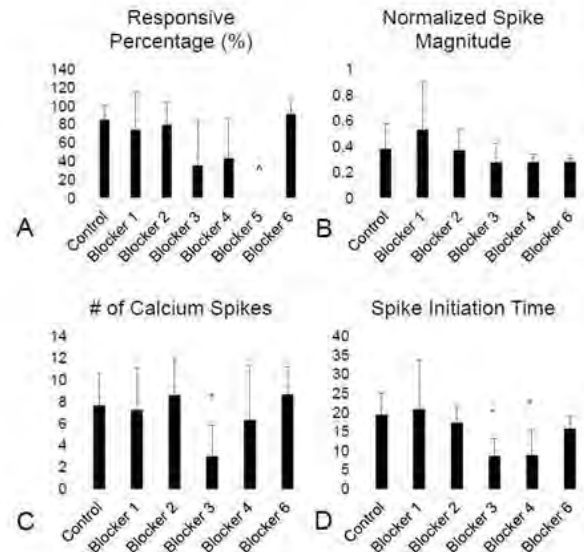 Responsive
Percentage (%)
140
120
100
80
60
40
20
0
^
Control
Blocker 1
Blocker 2
Blocker 3
Blocker 4
Blocker 5
Blocker 6
A
Normalized Spike
Magnitude
1
0.8
0.6
0.4
0.2
0
Control
Blocker 1
Blocker 2
Blocker 3
Blocker 4
Blocker 6
B
# of Calcium Spikes
14
12
10
8
6
4
2
0
*
Control
Blocker 1
Blocker 2
Blocker 3
Blocker 4
Blocker 6
C
Spike Initiation Time
40
35
30
25
20
15
10
5
0
*
*
Control
Blocker 1
Blocker 2
Blocker 3
Blocker 4
Blocker 6
D